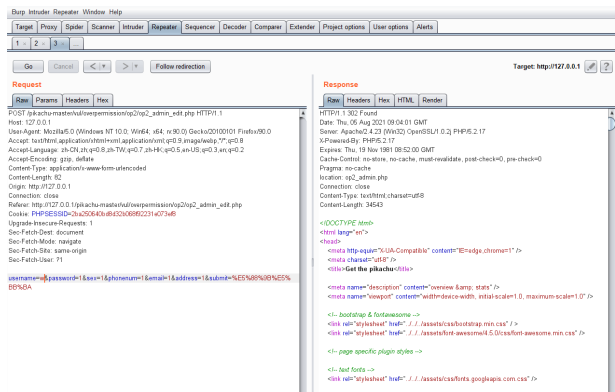 Burp Intruder Repeater Window Help
Target Proxy Spider Scanner Intruder Repeater Sequencer Decoder Comparer Extender Project options User options Alerts
1 × 2 × 3 × ...
Go Cancel < | ▼ > | ▼ Follow redirection Target: http://127.0.0.1 ?
Request
Raw Params Headers Hex
POST /pikachu-master/vul/overpermission/op2/op2_admin_edit.php HTTP/1.1
Host: 127.0.0.1
User-Agent: Mozilla/5.0 (Windows NT 10.0; Win64; x64; rv:90.0) Gecko/20100101 Firefox/90.0
Accept: text/html,application/xhtml+xml,application/xml;q=0.9,image/webp,*/*;q=0.8
Accept-Language: zh-CN,zh;q=0.8,zh-TW;q=0.7,zh-HK;q=0.5,en-US;q=0.3,en;q=0.2
Accept-Encoding: gzip, deflate
Content-Type: application/x-www-form-urlencoded
Content-Length: 82
Origin: http://127.0.0.1
Connection: close
Referer: http://127.0.0.1/pikachu-master/vul/overpermission/op2/op2_admin_edit.php
Cookie: PHPSESSID=2ba250640bd8d32b068f92231e073ef8
Upgrade-Insecure-Requests: 1
Sec-Fetch-Dest: document
Sec-Fetch-Mode: navigate
Sec-Fetch-Site: same-origin
Sec-Fetch-User: ?1
&password=1&sex=1&phonenum=1&email=1&address=1&submit=%E5%88%9B%E5%
BB%BA
Response
Raw Headers Hex HTML Render
HTTP/1.1 302 Found
Date: Thu, 05 Aug 2021 09:04:01 GMT
Server: Apache/2.4.23 (Win32) OpenSSL/1.0.2j PHP/5.2.17
X-Powered-By: PHP/5.2.17
Expires: Thu, 19 Nov 1981 08:52:00 GMT
Cache-Control: no-store, no-cache, must-revalidate, post-check=0, pre-check=0
Pragma: no-cache
location: op2_admin.php
Connection: close
Content-Type: text/html;charset=utf-8
Content-Length: 34543
<!DOCTYPE html>
<html lang="en">
<head>
<meta http-equiv="X-UA-Compatible" content="IE=edge,chrome=1" />
<meta charset="utf-8" />
<title>Get the pikachu</title>
<meta name="description" content="overview &amp; stats" />
<meta name="viewport" content="width=device-width, initial-scale=1.0, maximum-scale=1.0" />
<!-- bootstrap & fontawesome -->
<link rel="stylesheet" href="../../../assets/css/bootstrap.min.css" />
<link rel="stylesheet" href="../../../assets/font-awesome/4.5.0/css/font-awesome.min.css" />
<!-- page specific plugin styles -->
<!-- text fonts -->
<link rel="stylesheet" href="../../../assets/css/fonts.googleapis.com.css" />